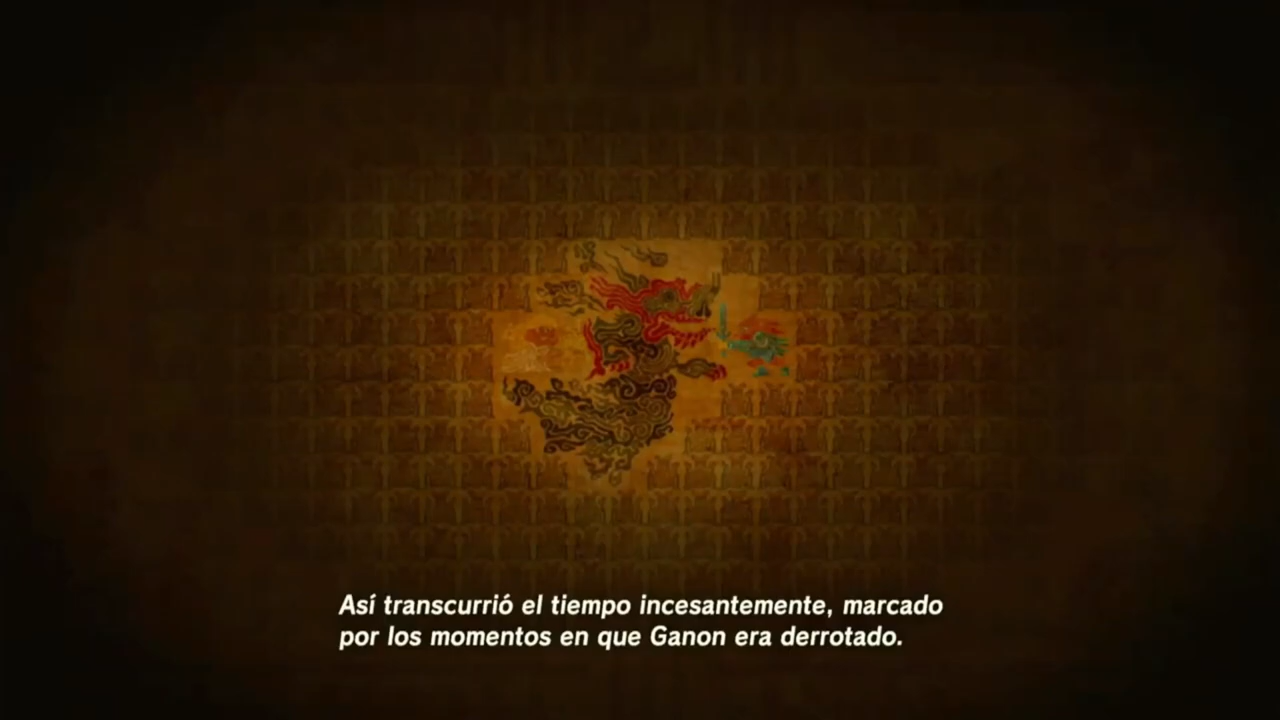 Así transcurrió el tiempo incesantemente, marcado
por los momentos en que Ganon era derrotado.